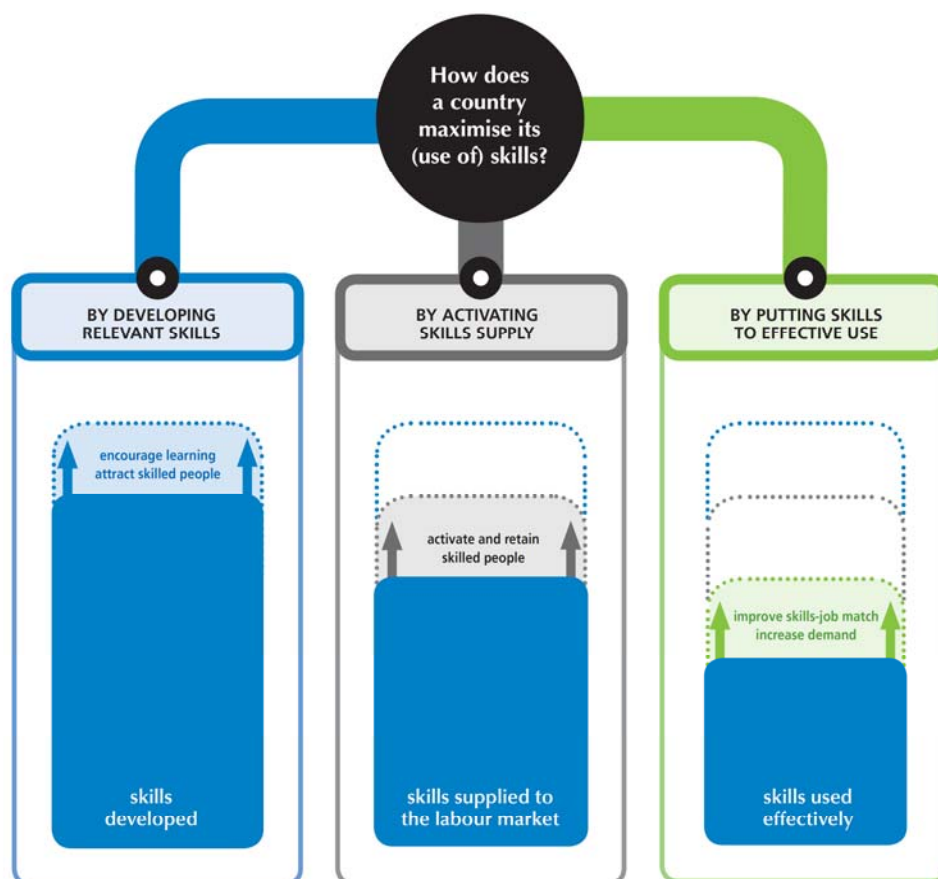 How does
a country
maximise its
(use of) skills?
BY DEVELOPING
RELEVANT SKILLS
encourage learning
attract skilled people
skills
developed
BY ACTIVATING
SKILLS SUPPLY
activate and retain
skilled people
skills supplied to
the labour market
BY PUTTING SKILLS
TO EFFECTIVE USE
improve skills-job match
increase demand
skills used
effectively